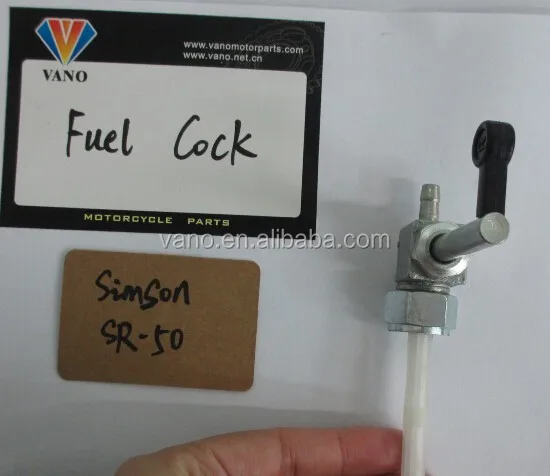 www.vanomotorparts.com
www.vano.net.cn
VANO
Fuel Cock
MOTORCYCLE PARTS
vano.en.alibaba.com
Simson
SR-50